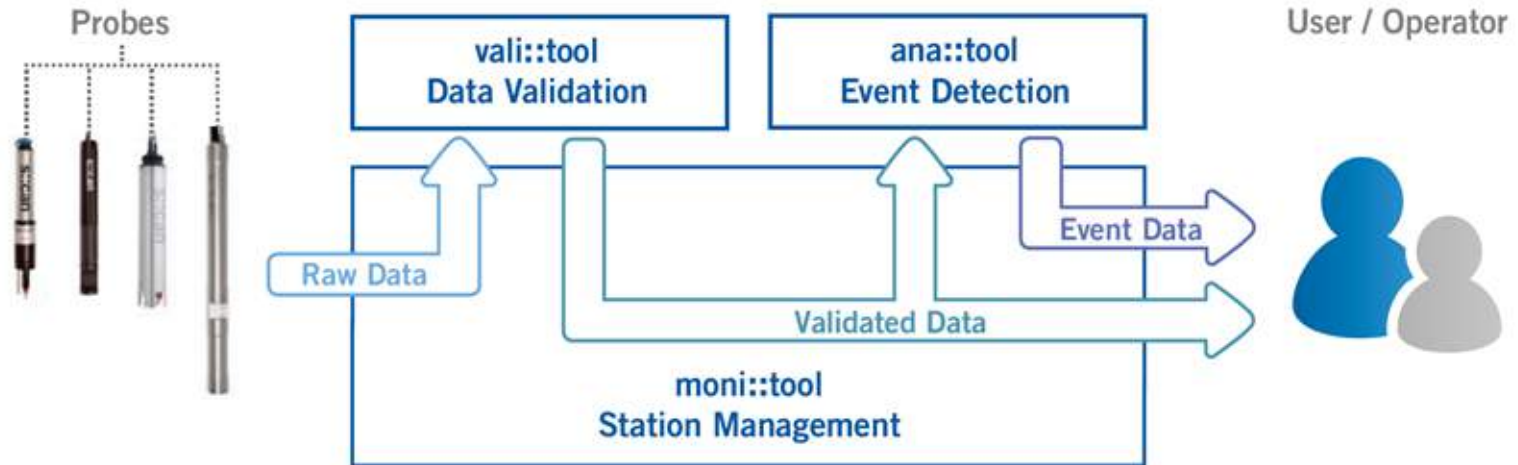 Probes
vali::tool
Data Validation
ana::tool
Event Detection
User / Operator
Raw Data
Event Data
Validated Data
moni::tool
Station Management